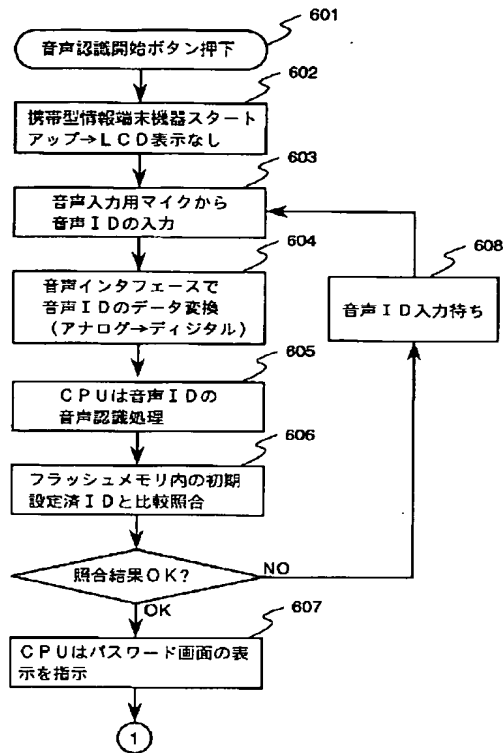 601
音声認識開始ボタン押下
602
携帯型情報端末機器スタート
アップ→LCD表示なし
603
音声入力用マイクから
音声IDの入力
604
音声インタフェースで
音声IDのデータ変換
（アナログ→ディジタル）
605
CPUは音声IDの
音声認識処理
606
フラッシュメモリ内の初期
設定済IDと比較照合
照合結果OK?
NO
OK
608
音声ID入力待ち
607
CPUはパスワード画面の表
示を指示
1